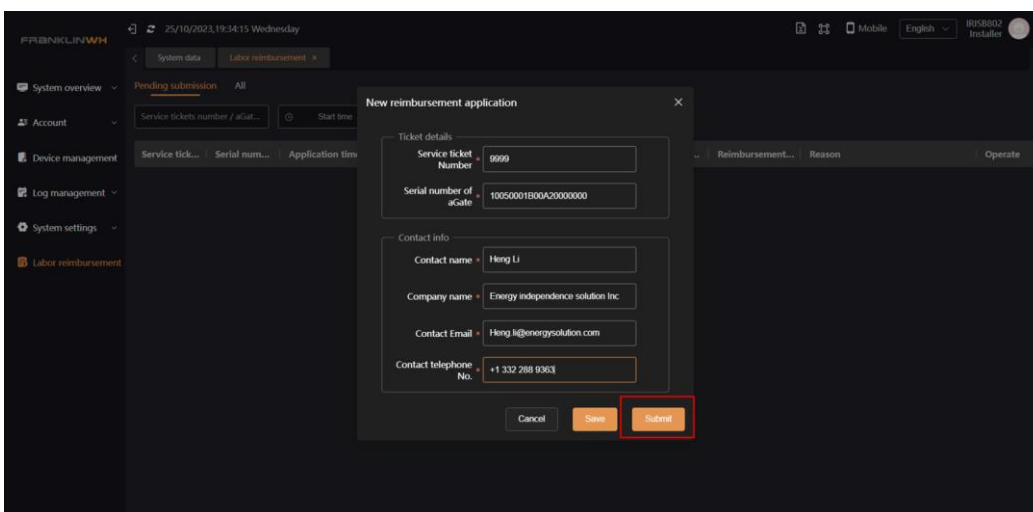 FRANKLINWH
25/10/2023,19:34:15 Wednesday
Mobile
English
IRISB802
Installer
System data
Labor reimbursement ×
System overview
Account
Device management
Log management
System settings
Labor reimbursement
Pending submission All
Service tickets number / aGat...
Start time
Service tick... Serial num... Application time
Reimbursement... Reason Operate
New reimbursement application ×
Ticket details
Service ticket
Number * 9999
Serial number of
aGate * 10050001B00A20000000
Contact info
Contact name * Heng Li
Company name * Energy independence solution Inc
Contact Email * Heng.li@energysolution.com
Contact telephone
No. * +1 332 288 9363
Cancel Save Submit